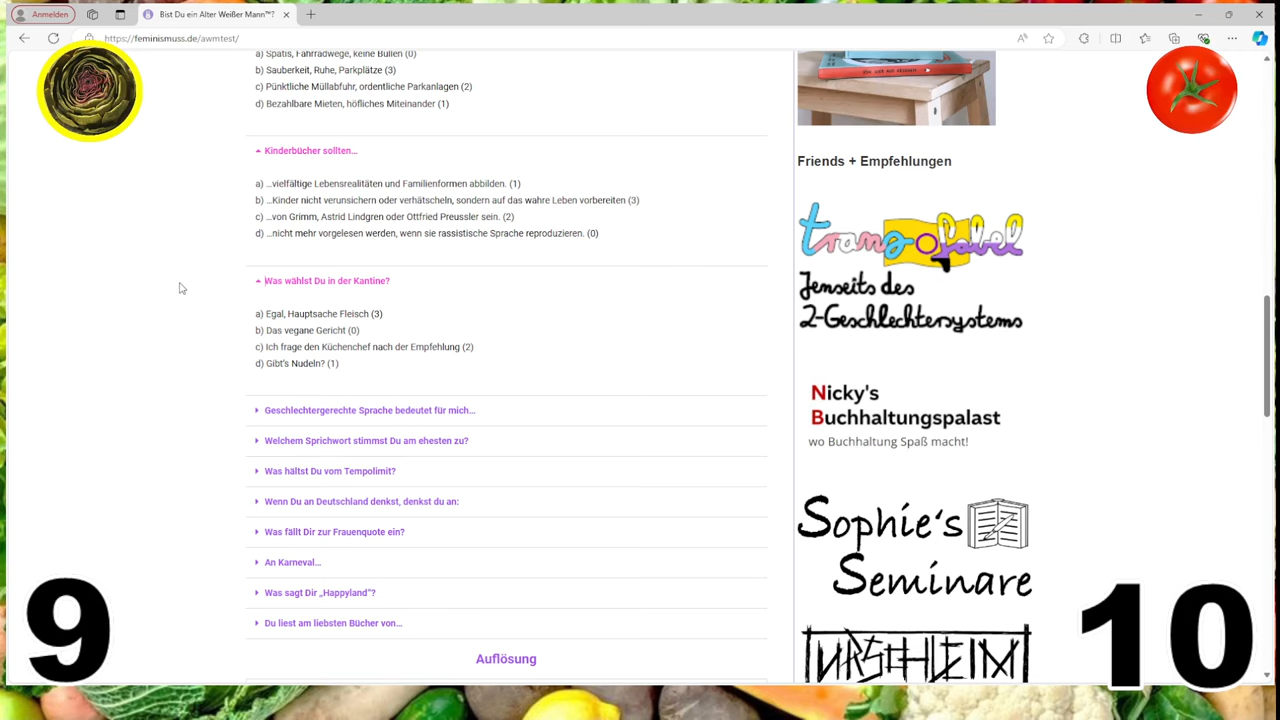 Anmelden
Bist Du ein Alter Weißer Mann™?
https://feminismuss.de/awmtest/
a) Spätis, Fahrradwege, keine Bullen (0)
b) Sauberkeit, Ruhe, Parkplätze (3)
c) Pünktliche Müllabfuhr, ordentliche Parkanlagen (2)
d) Bezahlbare Mieten, höfliches Miteinander (1)
Kinderbücher sollten…
a) …vielfältige Lebensrealitäten und Familienformen abbilden. (1)
b) …Kinder nicht verunsichern oder verhätscheln, sondern auf das wahre Leben vorbereiten (3)
c) …von Grimm, Astrid Lindgren oder Ottfried Preussler sein. (2)
d) …nicht mehr vorgelesen werden, wenn sie rassistische Sprache reproduzieren. (0)
Was wählst Du in der Kantine?
a) Egal, Hauptsache Fleisch (3)
b) Das vegane Gericht (0)
c) Ich frage den Küchenchef nach der Empfehlung (2)
d) Gibt's Nudeln? (1)
Geschlechtergerechte Sprache bedeutet für mich…
Welchem Sprichwort stimmst Du am ehesten zu?
Was hältst Du vom Tempolimit?
Wenn Du an Deutschland denkst, denkst du an:
Was fällt Dir zur Frauenquote ein?
An Karneval…
Was sagt Dir „Happyland“?
Du liest am liebsten Bücher von…
Auflösung
Friends + Empfehlungen
transfabel
Jenseits des
2-Geschlechtersystems
Nicky's
Buchhaltungspalast
wo Buchhaltung Spaß macht!
Sophie's
Seminare
9
10